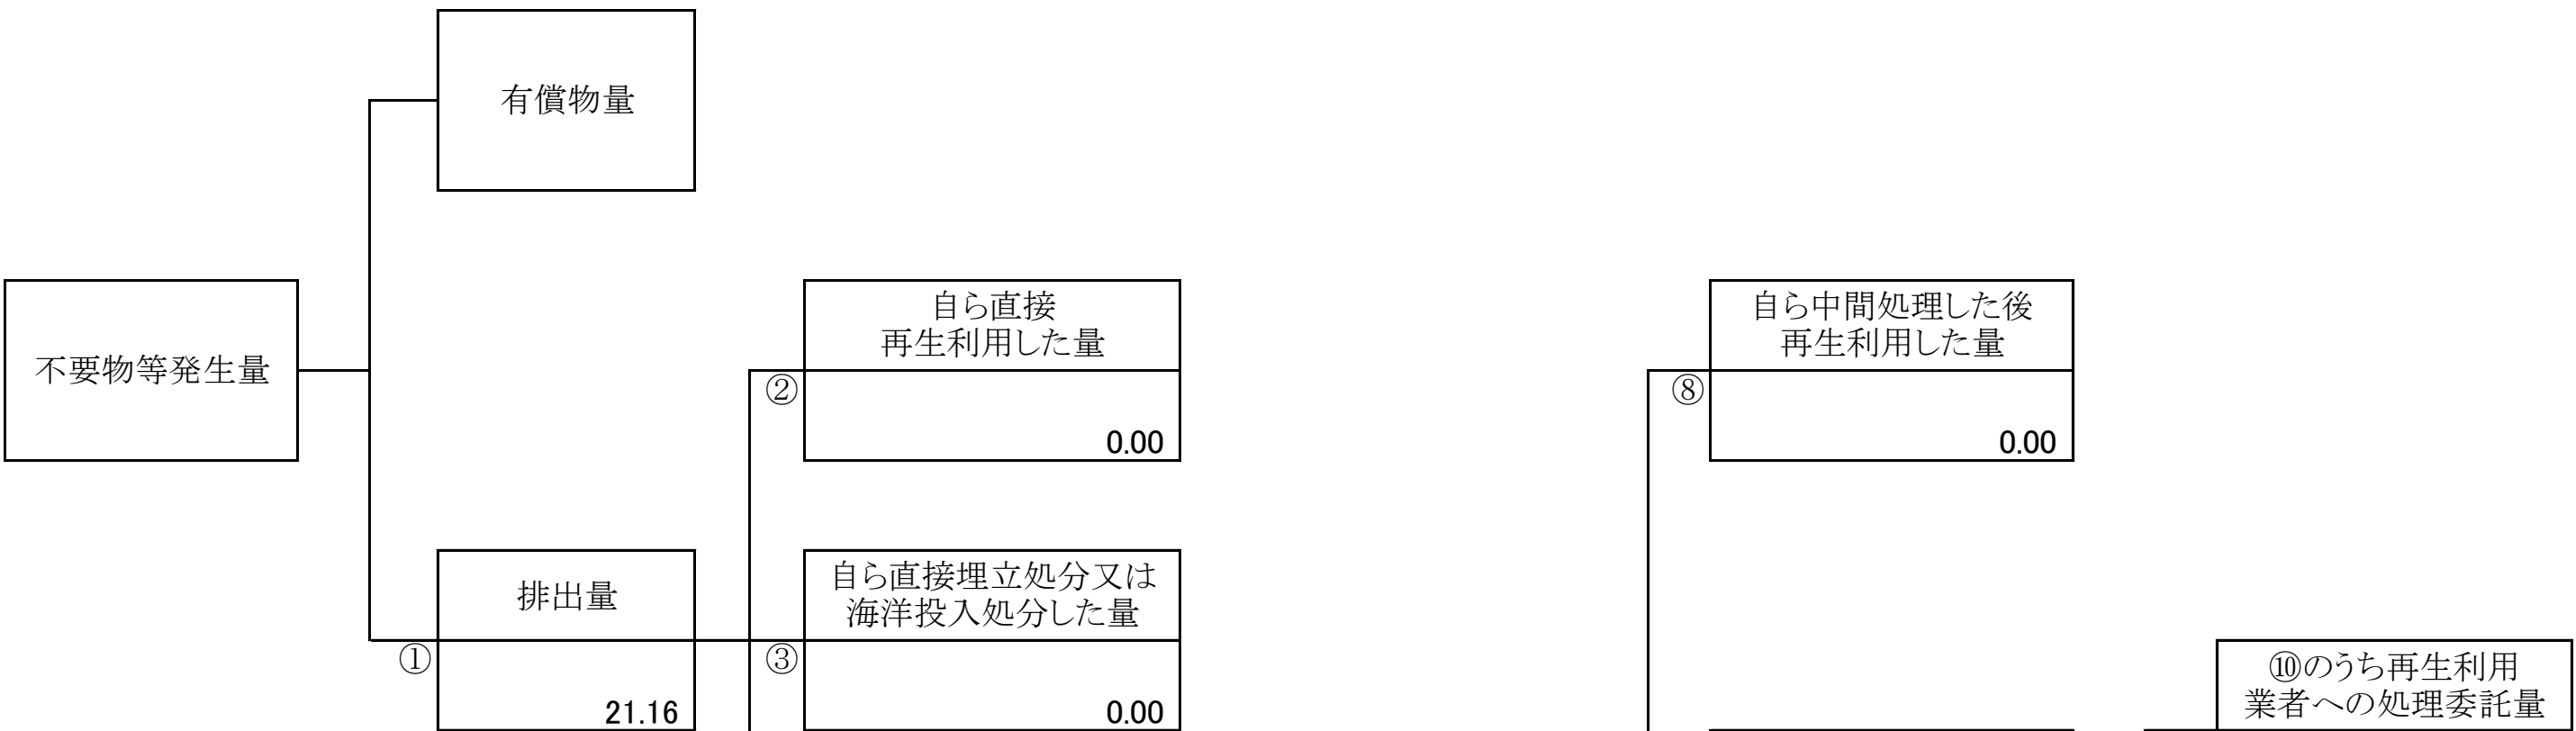 有償物量
不要物等発生量
自ら直接
再生利用した量
②
0.00
自ら中間処理した後
再生利用した量
⑧
0.00
排出量
①
21.16
自ら直接埋立処分又は
海洋投入処分した量
③
0.00
⑩のうち再生利用
業者への処理委託量